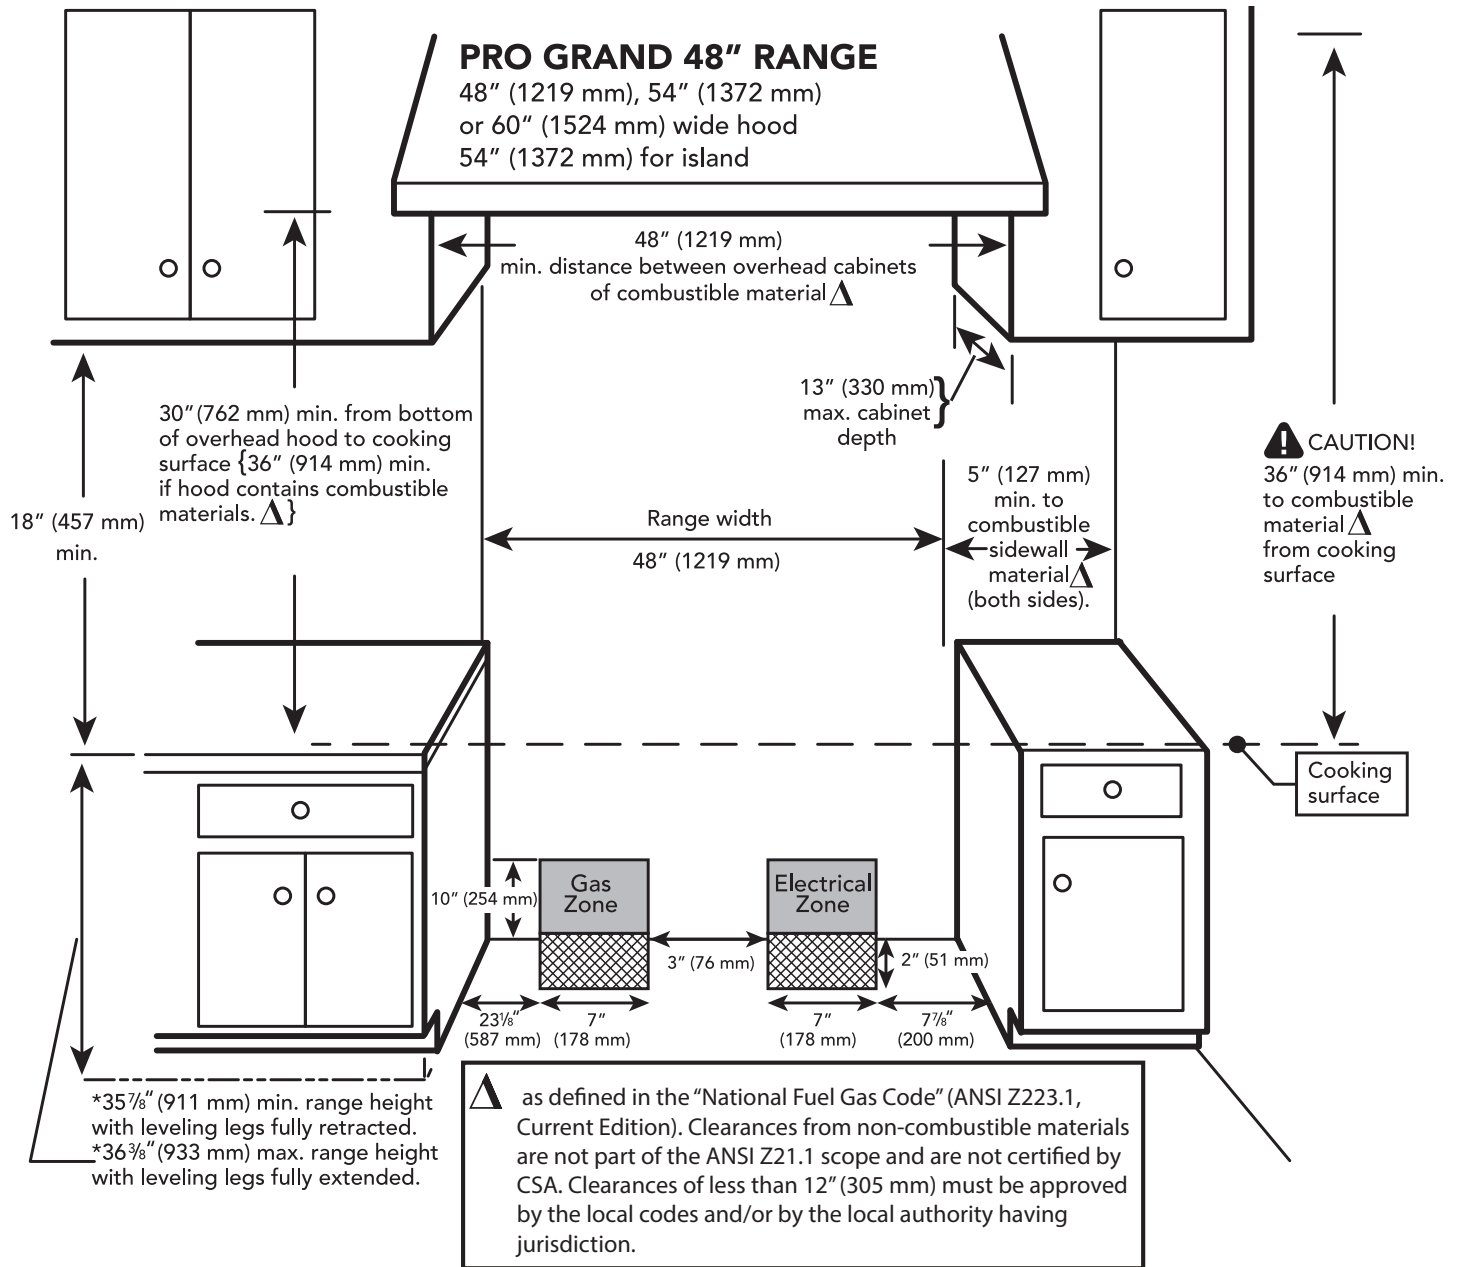 PRO GRAND 48” RANGE
48” (1219 mm), 54” (1372 mm)
or 60” (1524 mm) wide hood
54” (1372 mm) for island
48” (1219 mm)
min. distance between overhead cabinets
of combustible material Δ
13” (330 mm)}
max. cabinet
depth
30” (762 mm) min. from bottom
of overhead hood to cooking
surface {36” (914 mm) min.
if hood contains combustible
materials. Δ}
18” (457 mm)
min.
Range width
48” (1219 mm)
5” (127 mm)
min. to
combustible
sidewall
material Δ
(both sides).
CAUTION!
36” (914 mm) min.
to combustible
material Δ
from cooking
surface
Cooking
surface
Gas
Zone
Electrical
Zone
10” (254 mm)
3” (76 mm)
2” (51 mm)
23⅛”
(587 mm)
7”
(178 mm)
7”
(178 mm)
7⅞”
(200 mm)
*35⅞” (911 mm) min. range height
with leveling legs fully retracted.
*36⅜” (933 mm) max. range height
with leveling legs fully extended.
Δ as defined in the “National Fuel Gas Code” (ANSI Z223.1,
Current Edition). Clearances from non-combustible materials
are not part of the ANSI Z21.1 scope and are not certified by
CSA. Clearances of less than 12” (305 mm) must be approved
by the local codes and/or by the local authority having
jurisdiction.